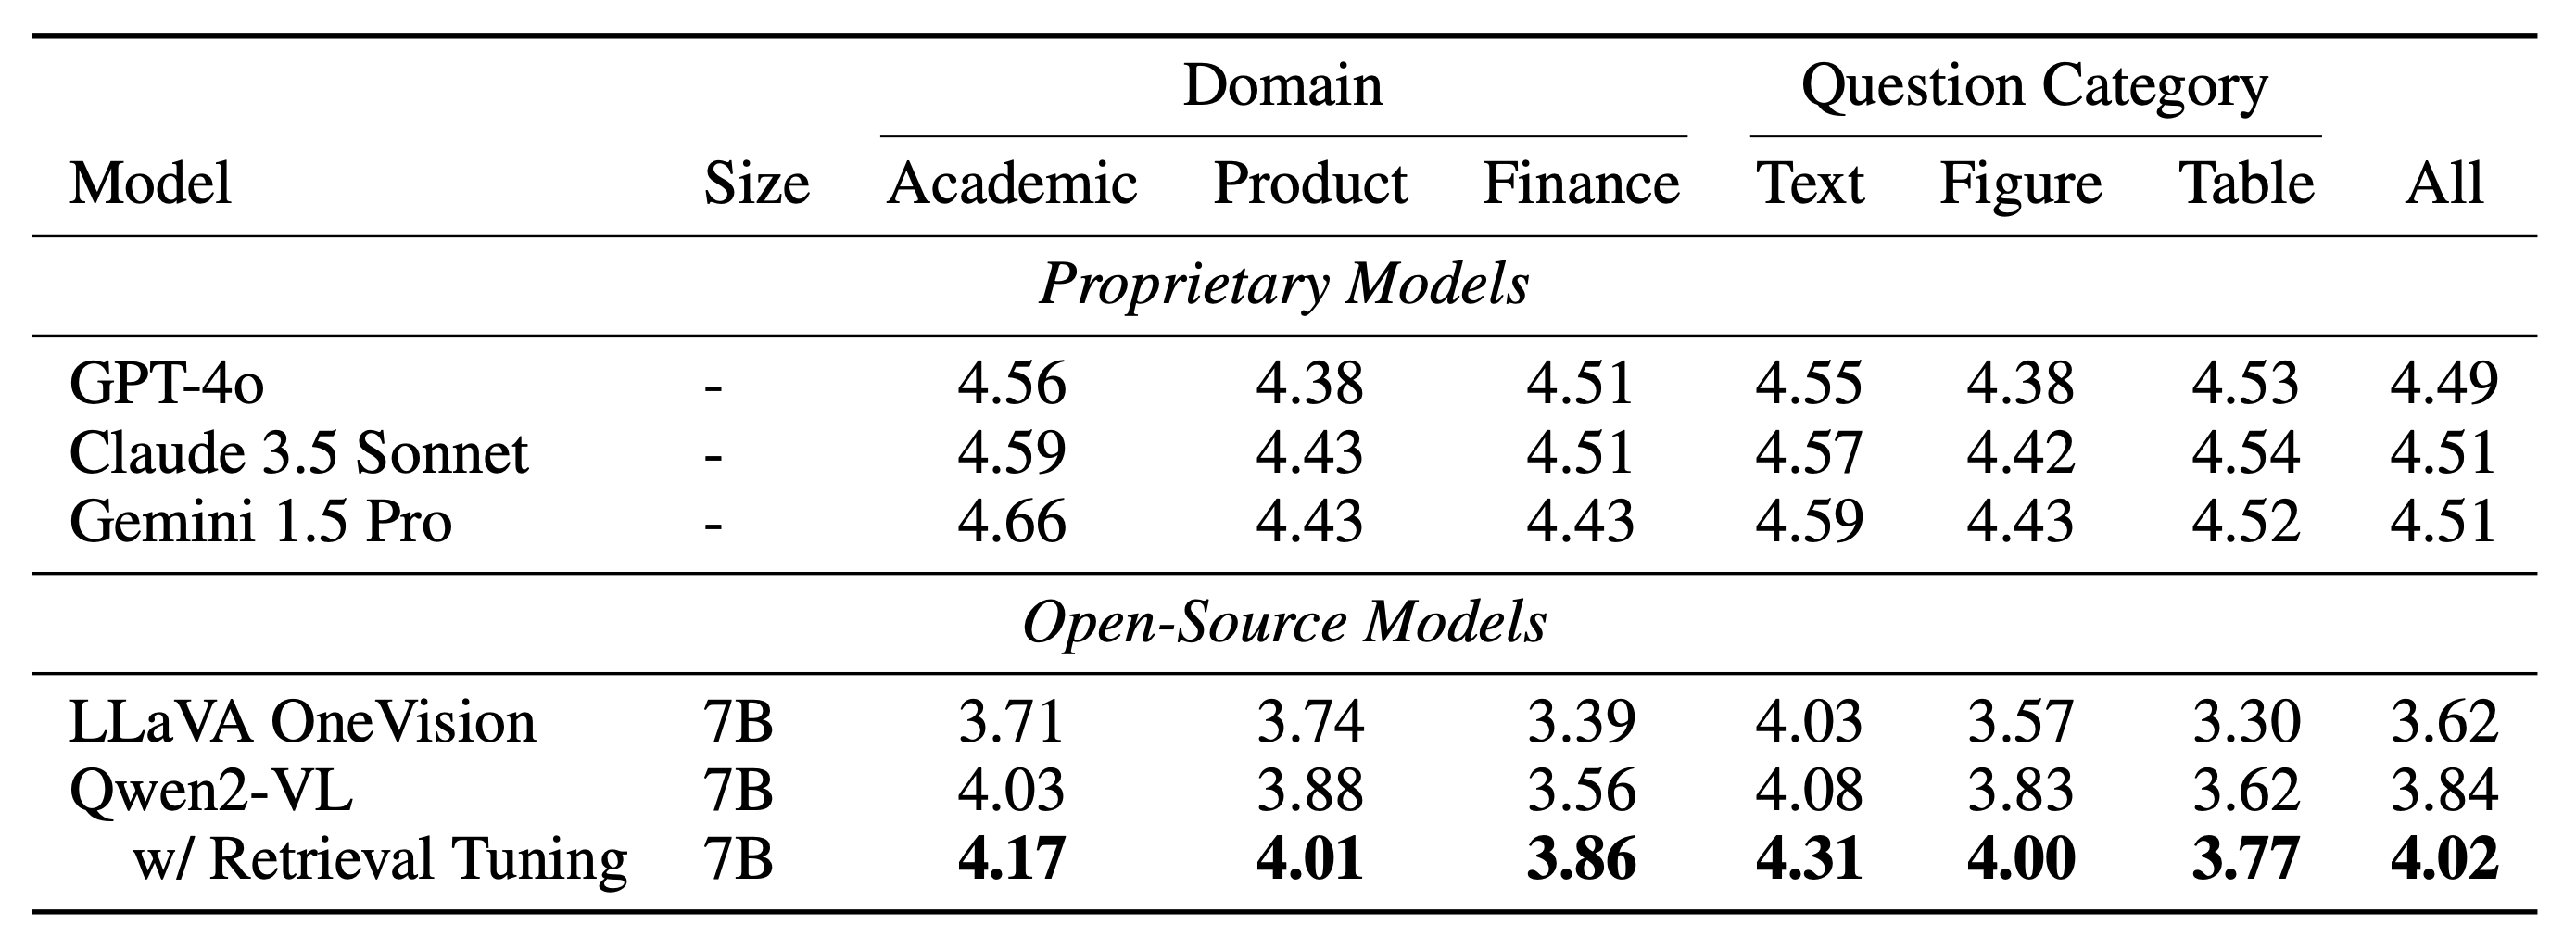 Domain Question Category
Model Size Academic Product Finance Text Figure Table All
Proprietary Models
GPT-4o - 4.56 4.38 4.51 4.55 4.38 4.53 4.49
Claude 3.5 Sonnet - 4.59 4.43 4.51 4.57 4.42 4.54 4.51
Gemini 1.5 Pro - 4.66 4.43 4.43 4.59 4.43 4.52 4.51
Open-Source Models
LLaVA OneVision 7B 3.71 3.74 3.39 4.03 3.57 3.30 3.62
Qwen2-VL 7B 4.03 3.88 3.56 4.08 3.83 3.62 3.84
w/ Retrieval Tuning 7B 4.17 4.01 3.86 4.31 4.00 3.77 4.02